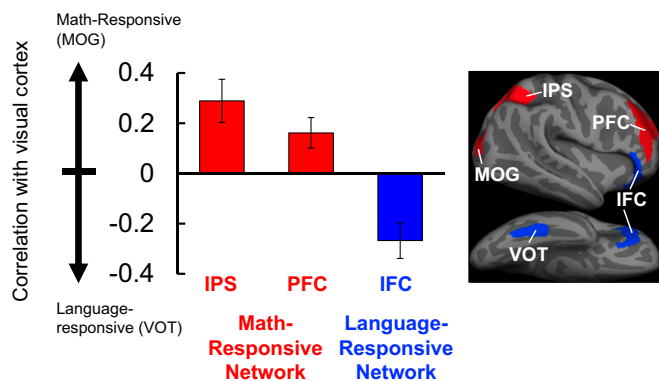 Math-Responsive
(MOG)
Correlation with visual cortex
0.4
0.2
0
-0.2
-0.4
Language-
responsive (VOT)
IPS
PFC
IFC
Math-
Responsive
Network
Language-
Responsive
Network
IPS
PFC
MOG
IFC
VOT